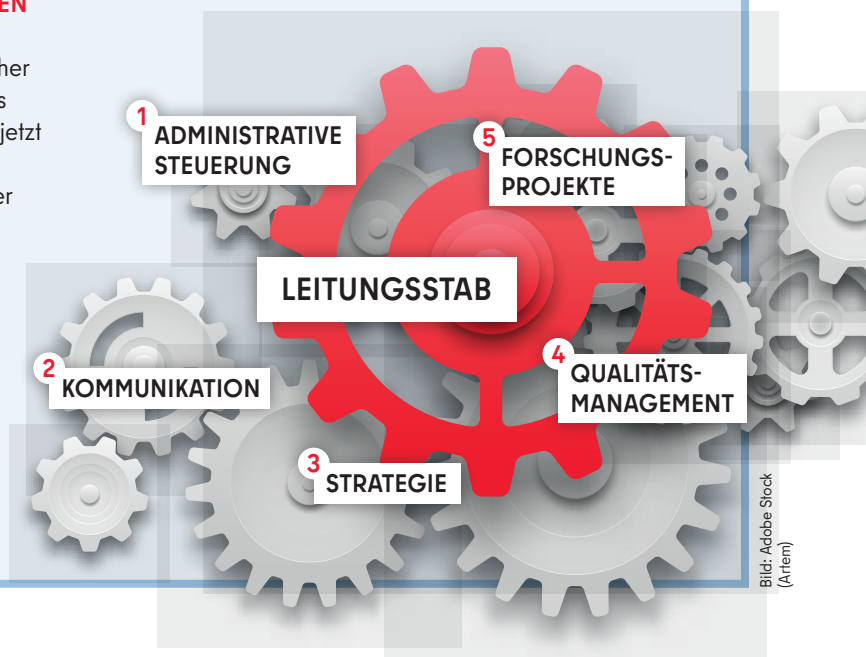 EN
her
s
jetzt
er
1
ADMINISTRATIVE
STEUERUNG
5
FORSCHUNGS-
PROJEKTE
LEITUNGSSTAB
2
KOMMUNIKATION
4
QUALITÄTS-
MANAGEMENT
3
STRATEGIE
Bild: Adobe Stock
(Artem)